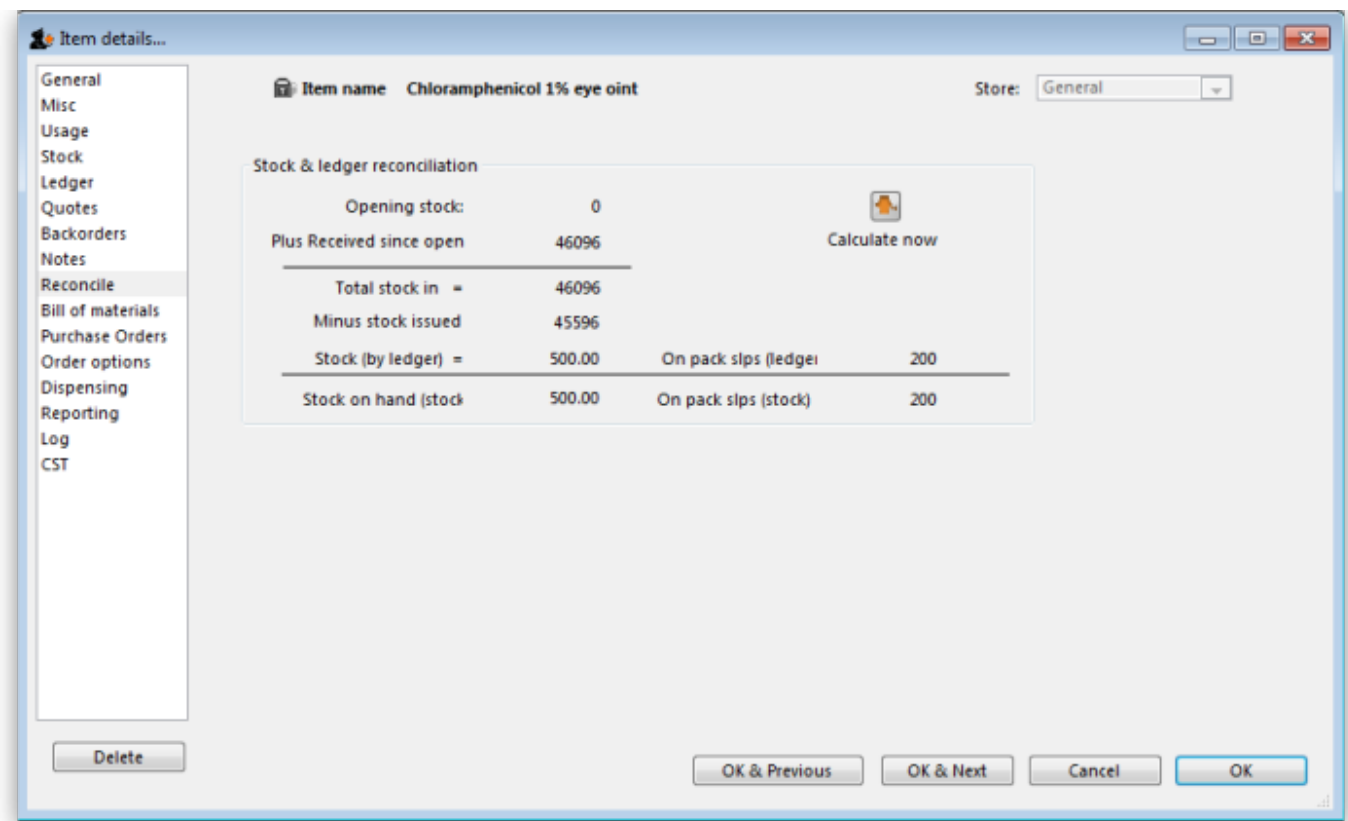 Item details...
General
Misc
Usage
Stock
Ledger
Quotes
Backorders
Notes
Reconcile
Bill of materials
Purchase Orders
Order options
Dispensing
Reporting
Log
CST
Delete
Item name Chloramphenicol 1% eye oint
Store: General
Stock & ledger reconciliation
Opening stock: 0
Calculate now
Plus Received since open 46096
Total stock in = 46096
Minus stock issued 45596
Stock (by ledger) = 500.00 On pack slps (ledger 200
Stock on hand (stock 500.00 On pack slps (stock) 200
OK & Previous
OK & Next
Cancel
OK